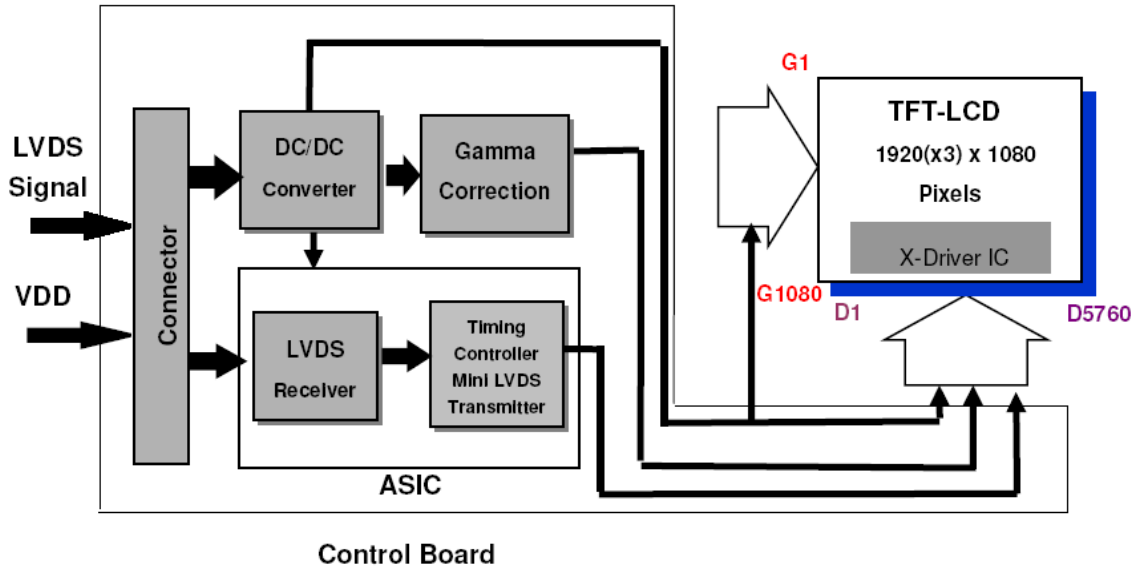 LVDS
Signal
VDD
Connector
DC/DC
Converter
Gamma
Correction
LVDS
Receiver
Timing
Controller
Mini LVDS
Transmitter
ASIC
Control Board
G1
G1080
TFT-LCD
1920(x3) x 1080
Pixels
X-Driver IC
D1
D5760